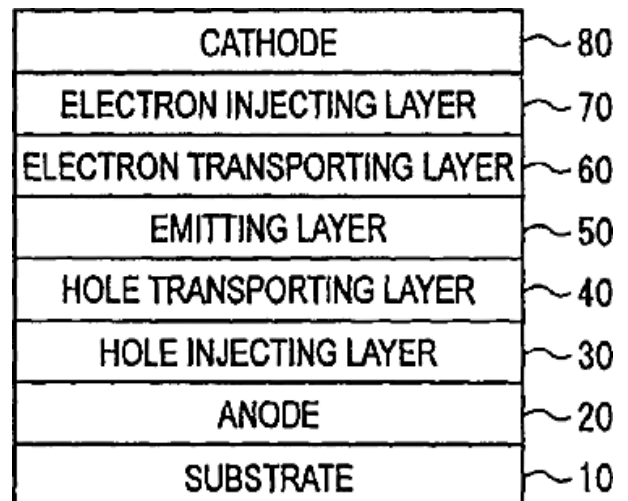 CATHODE 80
ELECTRON INJECTING LAYER 70
ELECTRON TRANSPORTING LAYER 60
EMITTING LAYER 50
HOLE TRANSPORTING LAYER 40
HOLE INJECTING LAYER 30
ANODE 20
SUBSTRATE 10